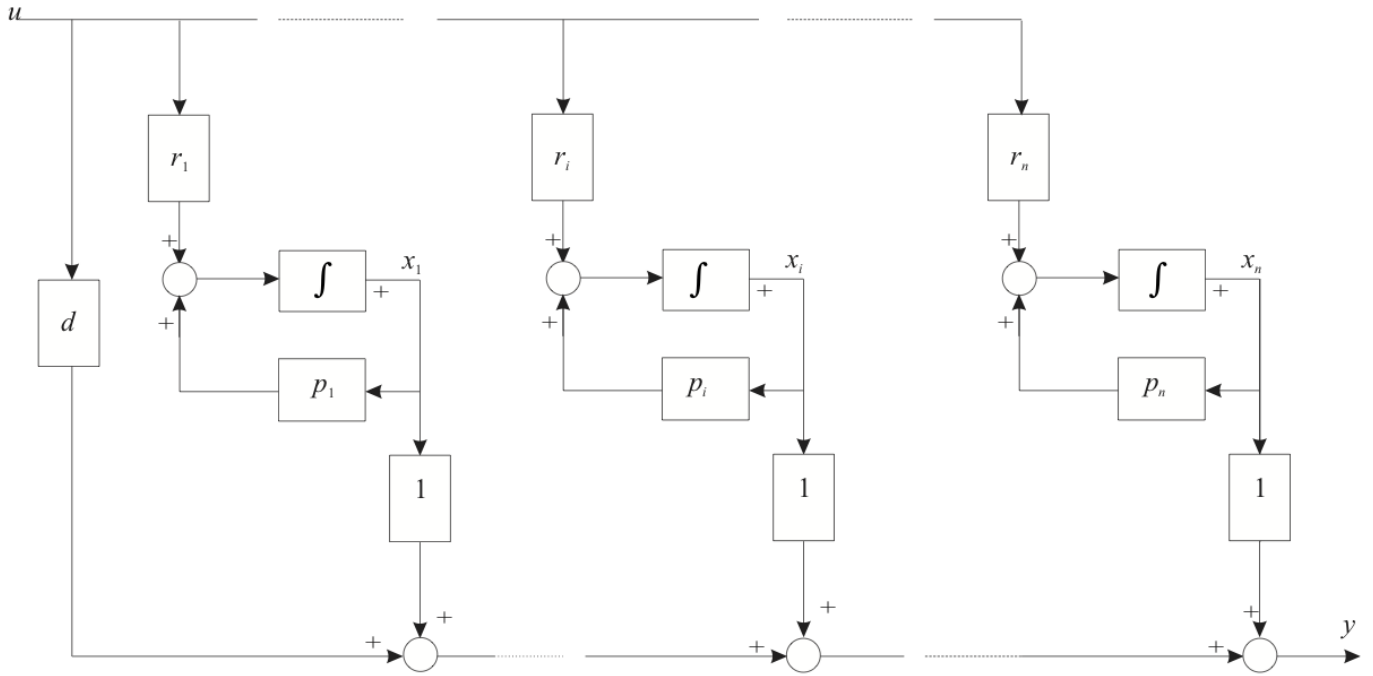 u
r₁ rᵢ rₙ
+ + +
∫ x₁ ∫ xᵢ ∫ xₙ
+ + +
d + + +
p₁ pᵢ pₙ
1 1 1
+ + +
+ + + y